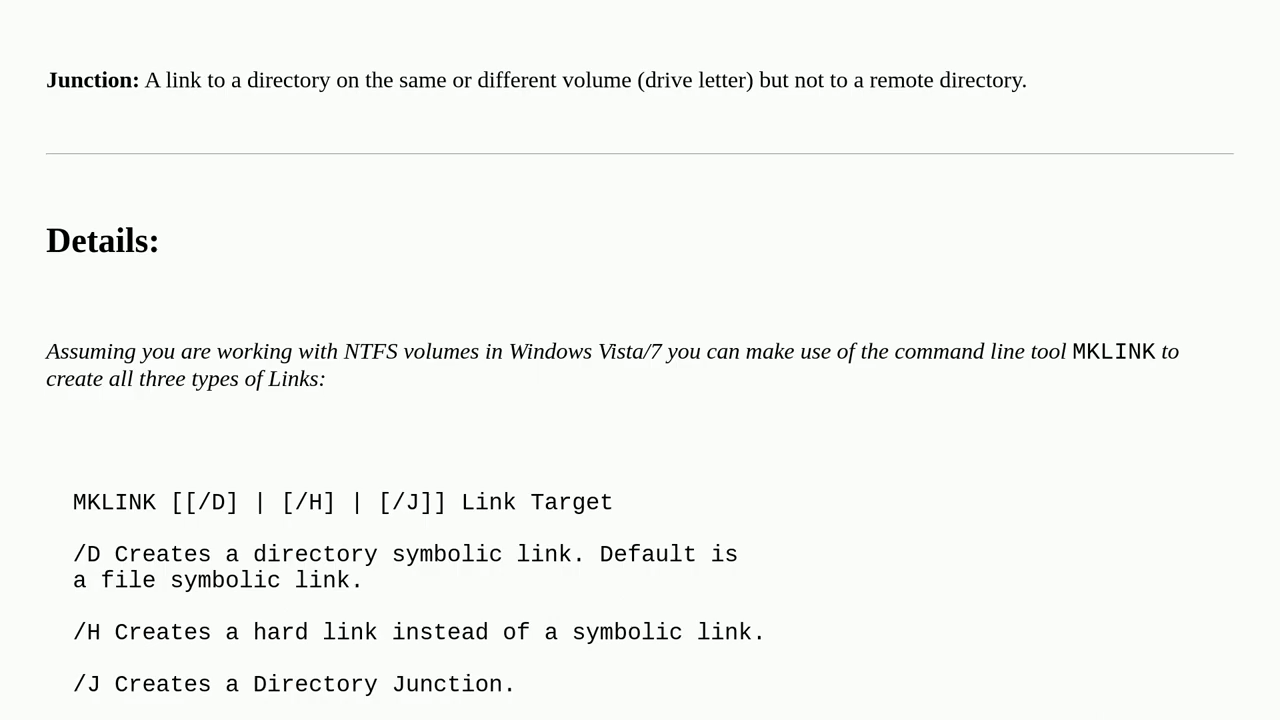 Junction: A link to a directory on the same or different volume (drive letter) but not to a remote directory.
Details:
Assuming you are working with NTFS volumes in Windows Vista/7 you can make use of the command line tool MKLINK to
create all three types of Links:
MKLINK [[/D] | [/H] | [/J]] Link Target
/D Creates a directory symbolic link. Default is
a file symbolic link.
/H Creates a hard link instead of a symbolic link.
/J Creates a Directory Junction.